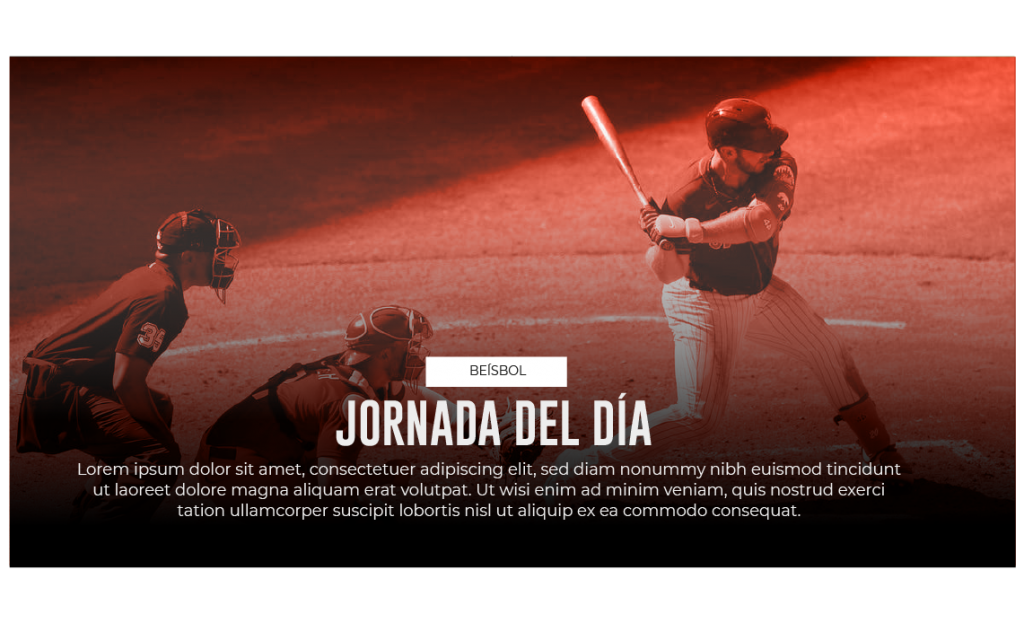 BEÍSBOL
JORNADA DEL DÍA
Lorem ipsum dolor sit amet, consectetuer adipiscing elit, sed diam nonummy nibh euismod tincidunt
ut laoreet dolore magna aliquam erat volutpat. Ut wisi enim ad minim veniam, quis nostrud exerci
tation ullamcorper suscipit lobortis nisl ut aliquip ex ea commodo consequat.